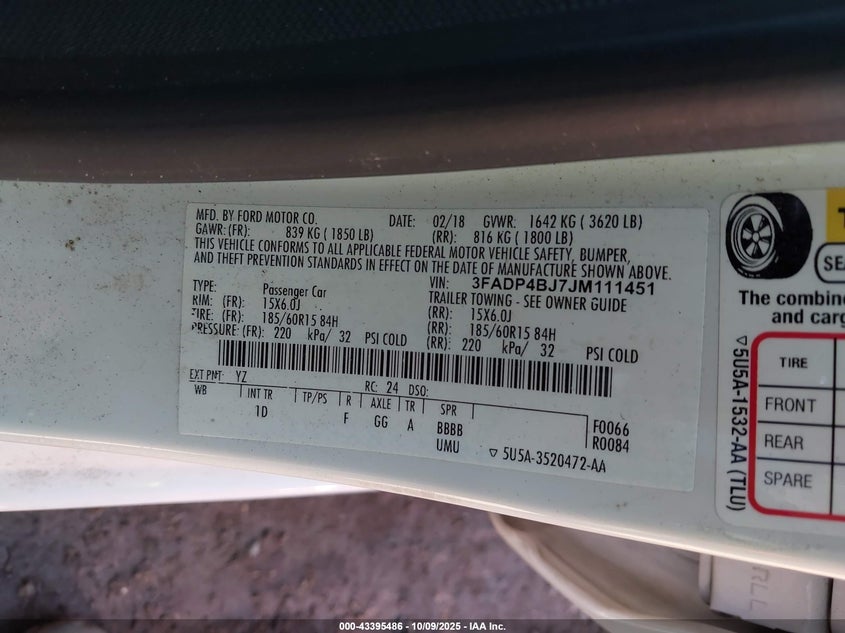 MFD. BY FORD MOTOR CO. DATE: 02/18 GVWR: 1642 KG ( 3620 LB)
GAWR:(FR): 839 KG ( 1850 LB) (RR): 816 KG ( 1800 LB)
THIS VEHICLE CONFORMS TO ALL APPLICABLE FEDERAL MOTOR VEHICLE SAFETY, BUMPER,
AND THEFT PREVENTION STANDARDS IN EFFECT ON THE DATE OF MANUFACTURE SHOWN ABOVE.
VIN: 3FADP4BJ7JM111451
TYPE: Passenger Car TRAILER TOWING - SEE OWNER GUIDE
RIM: (FR): 15X6.0J (RR): 15X6.0J
TIRE: (FR): 185/60R15 84H (RR): 185/60R15 84H
PRESSURE: (FR): 220 kPa/ 32 PSI COLD (RR): 220 kPa/ 32 PSI COLD
EXT PNT: YZ RC: 24 DSO:
WB INT TR TP/PS R AXLE TR SPR
1D F GG A BBBB F0066
UMU R0084
▽ 5U5A-3520472-AA
▽5U5A-1532-AA (TLU)
T
SEA
The combin
and carg
TIRE
FRONT
REAR
SPARE
RLL
000-43395486 - 10/09/2025 - IAA Inc.